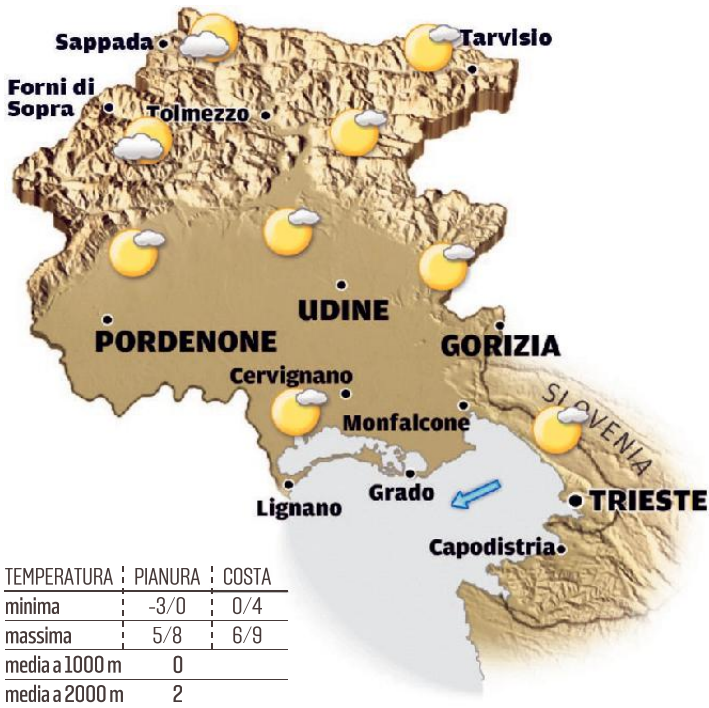 Sappada
Tarvisio
Forni di
Sopra
Tolmezzo
UDINE
PORDENONE
GORIZIA
Cervignano
SLOVENIA
Monfalcone
Grado
Lignano
TRIESTE
Capodistria
TEMPERATURA PIANURA COSTA
minima -3/0 0/4
massima 5/8 6/9
media a 1000 m 0
media a 2000 m 2